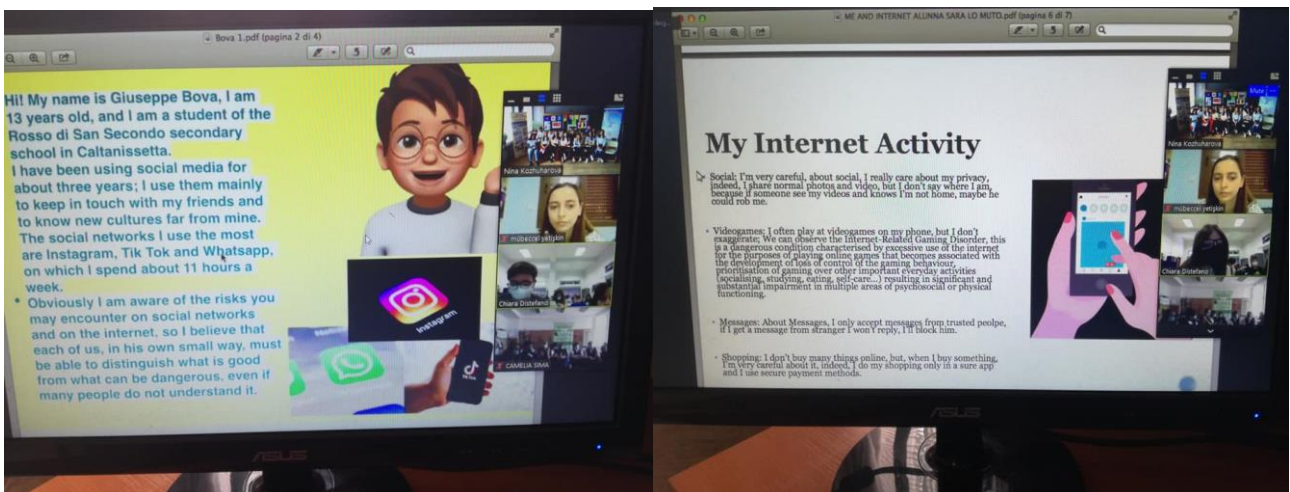 Bova 1.pdf (pagina 2 di 4)
Hi! My name is Giuseppe Bova, I am
13 years old, and I am a student of the
Rosso di San Secondo secondary
school in Caltanissetta.
I have been using social media for
about three years; I use them mainly
to keep in touch with my friends and
to know new cultures far from mine.
The social networks I use the most
are Instagram, Tik Tok and Whatsapp,
on which I spend about 11 hours a
week.
• Obviously I am aware of the risks you
may encounter on social networks
and on the internet, so I believe that
each of us, in his own small way, must
be able to distinguish what is good
from what can be dangerous, even if
many people do not understand it.
Instagram
TikTok
Nina Kozhuharova
mübeccel yetişkin
Chiara Distefano
CAMELIA SIMA
ASUS
ME AND INTERNET ALUNNA SARA LO MUTO.pdf (pagina 6 di 7)
My Internet Activity
Social: I'm very careful, about social, I really care about my privacy,
indeed, I share normal photos and video, but I don't say where I am,
because if someone see my videos and knows I'm not home, maybe he
could rob me.
• Videogames: I often play at videogames on my phone, but I don't
exaggerate; We can observe the Internet-Related Gaming Disorder, this
is a dangerous condition characterised by excessive use of the internet
for the purposes of playing online games that becomes associated with
the development of loss of control of the gaming behaviour,
prioritisation of gaming over other important everyday activities
(socialising, studying, eating, self-care...) resulting in significant and
substantial impairment in multiple areas of psychosocial or physical
functioning.
• Messages: About Messages, I only accept messages from trusted peolpe,
if I get a message from stranger I won't reply, I'll block him.
• Shopping: I don't buy many things online, but, when I buy something,
I'm very careful about it, indeed, I do my shopping only in a sure app
and I use secure payment methods.
Mute
Nina Kozhuharova
mübeccel yetişkin
Chiara Distefano
ASUS